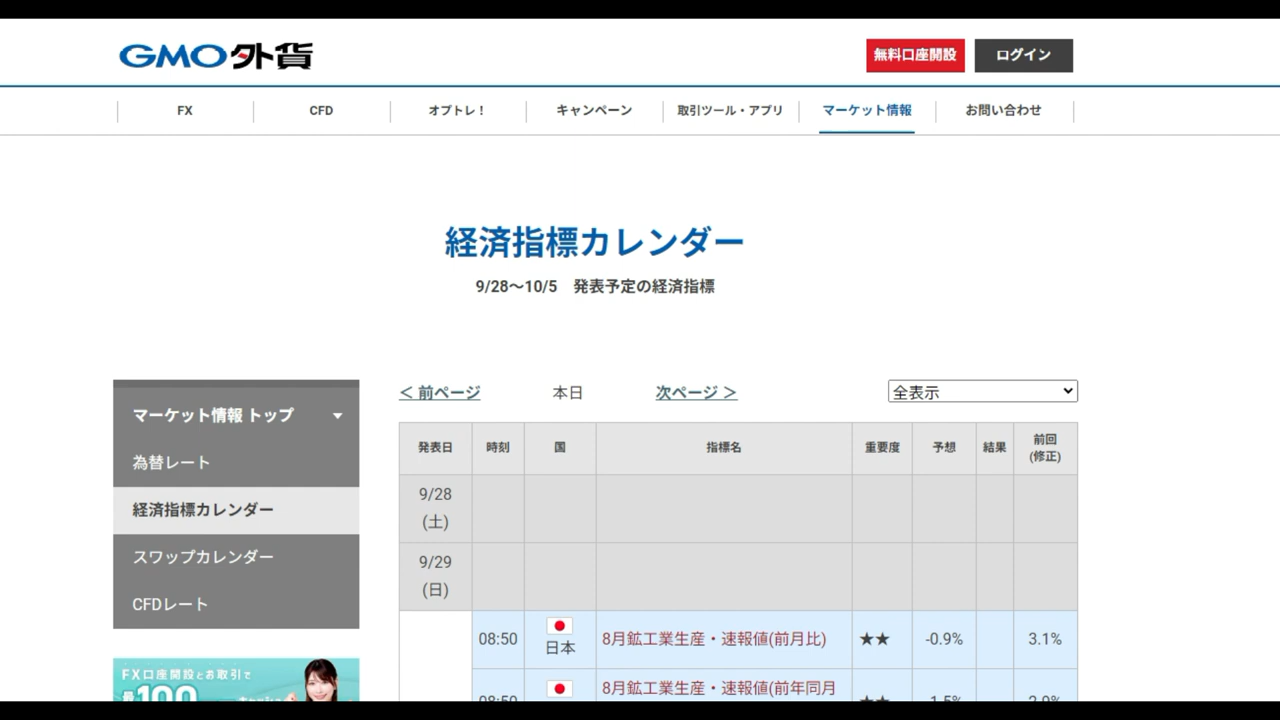 GMO外貨
無料口座開設
ログイン
FX
CFD
オプトレ！
キャンペーン
取引ツール・アプリ
マーケット情報
お問い合わせ
経済指標カレンダー
9/28～10/5　発表予定の経済指標
マーケット情報 トップ
為替レート
経済指標カレンダー
スワップカレンダー
CFDレート
FX口座開設とお取引で
最100
＜ 前ページ
本日
次ページ ＞
全表示
発表日 時刻 国 指標名 重要度 予想 結果 前回
(修正)
9/28
(土)
9/29
(日)
08:50 日本 8月鉱工業生産・速報値(前月比) ★★ -0.9% 3.1%
08:50 8月鉱工業生産・速報値(前年同月 ★★ -1.5% 2.9%